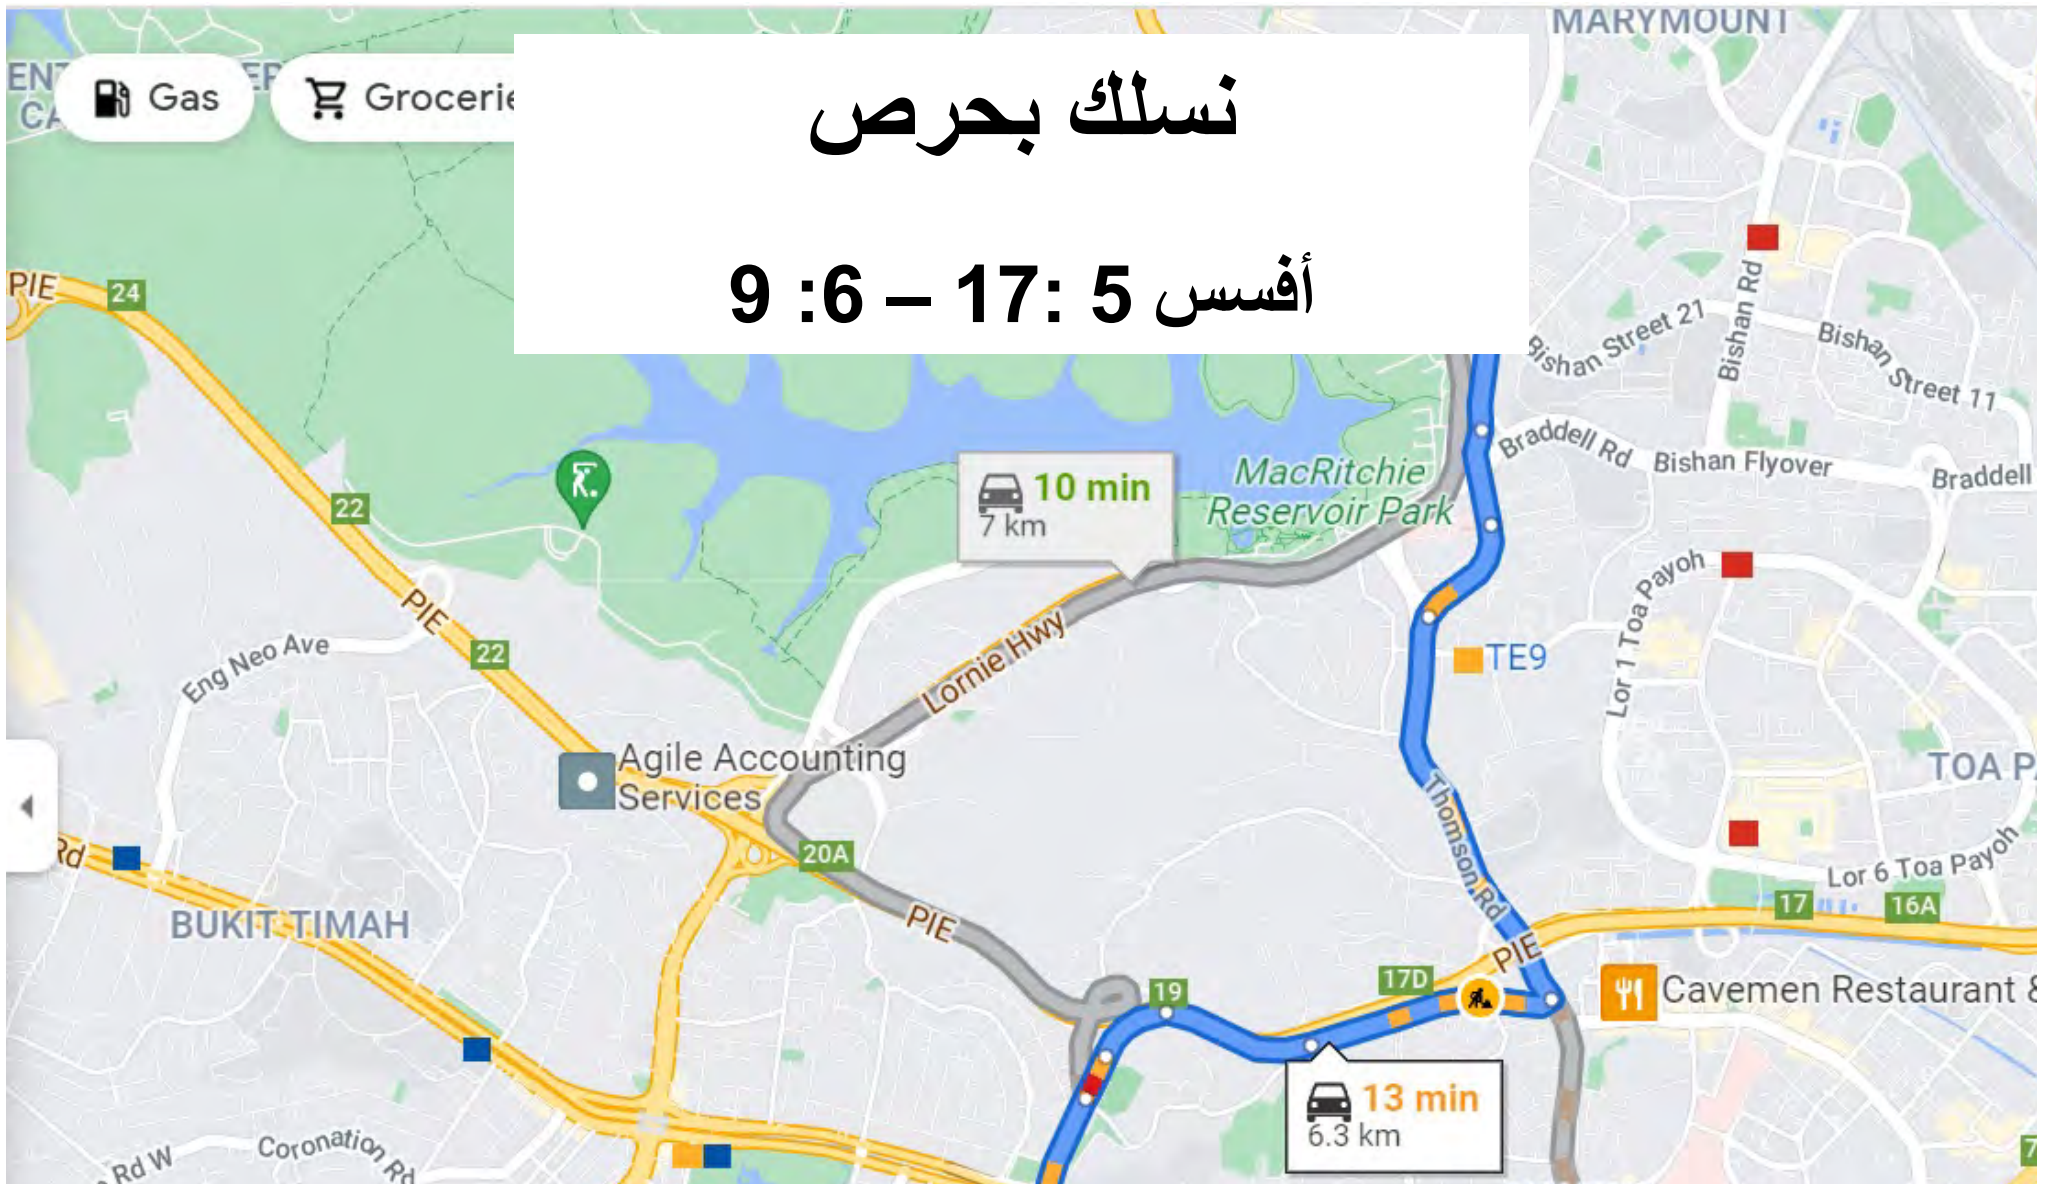 MARYMOUNT
Gas
نسلك بحرص
أفسس 5 :17 – 6: 9
PIE
24
Bishan Rd
Bishan Street 21
Bishan Street 11
Braddell Rd
Bishan Flyover
Braddell
MacRitchie
Reservoir Park
10 min
7 km
22
PIE
Lor 1 Toa Payoh
Eng Neo Ave
22
Lornie Hwy
TE9
Agile Accounting
Services
TOA
Thomson Rd
Rd
20A
Lor 6 Toa Payoh
BUKIT TIMAH
PIE
17
16A
PIE
17D
19
Cavemen Restaurant &
13 min
6.3 km
Coronation Rd
Rd W
7